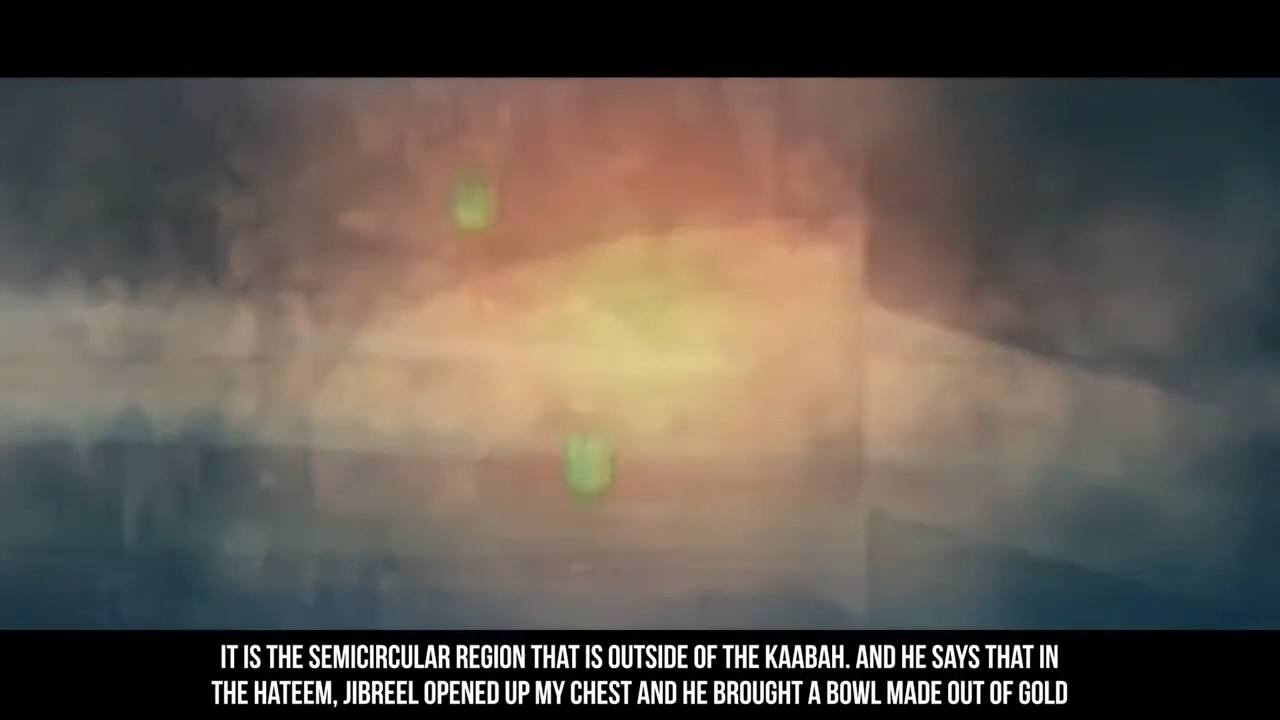 IT IS THE SEMICIRCULAR REGION THAT IS OUTSIDE OF THE KAABAH. AND HE SAYS THAT IN
THE HATEEM, JIBREEL OPENED UP MY CHEST AND HE BROUGHT A BOWL MADE OUT OF GOLD